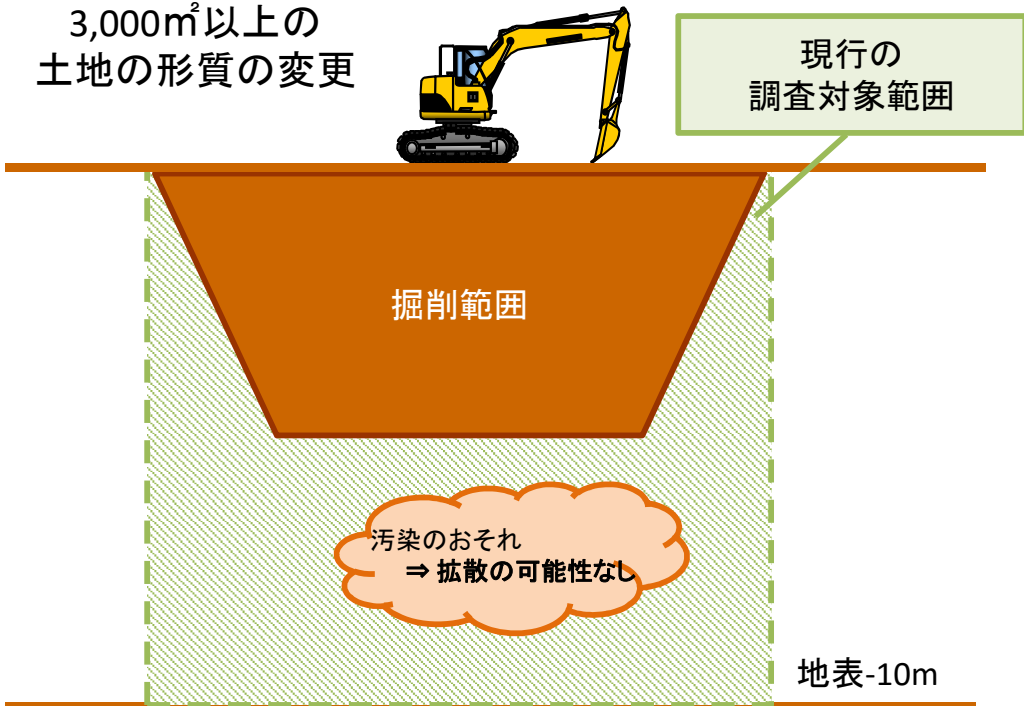 3,000㎡以上の
土地の形質の変更
現行の
調査対象範囲
掘削範囲
汚染のおそれ
⇒ 拡散の可能性なし
地表-10m